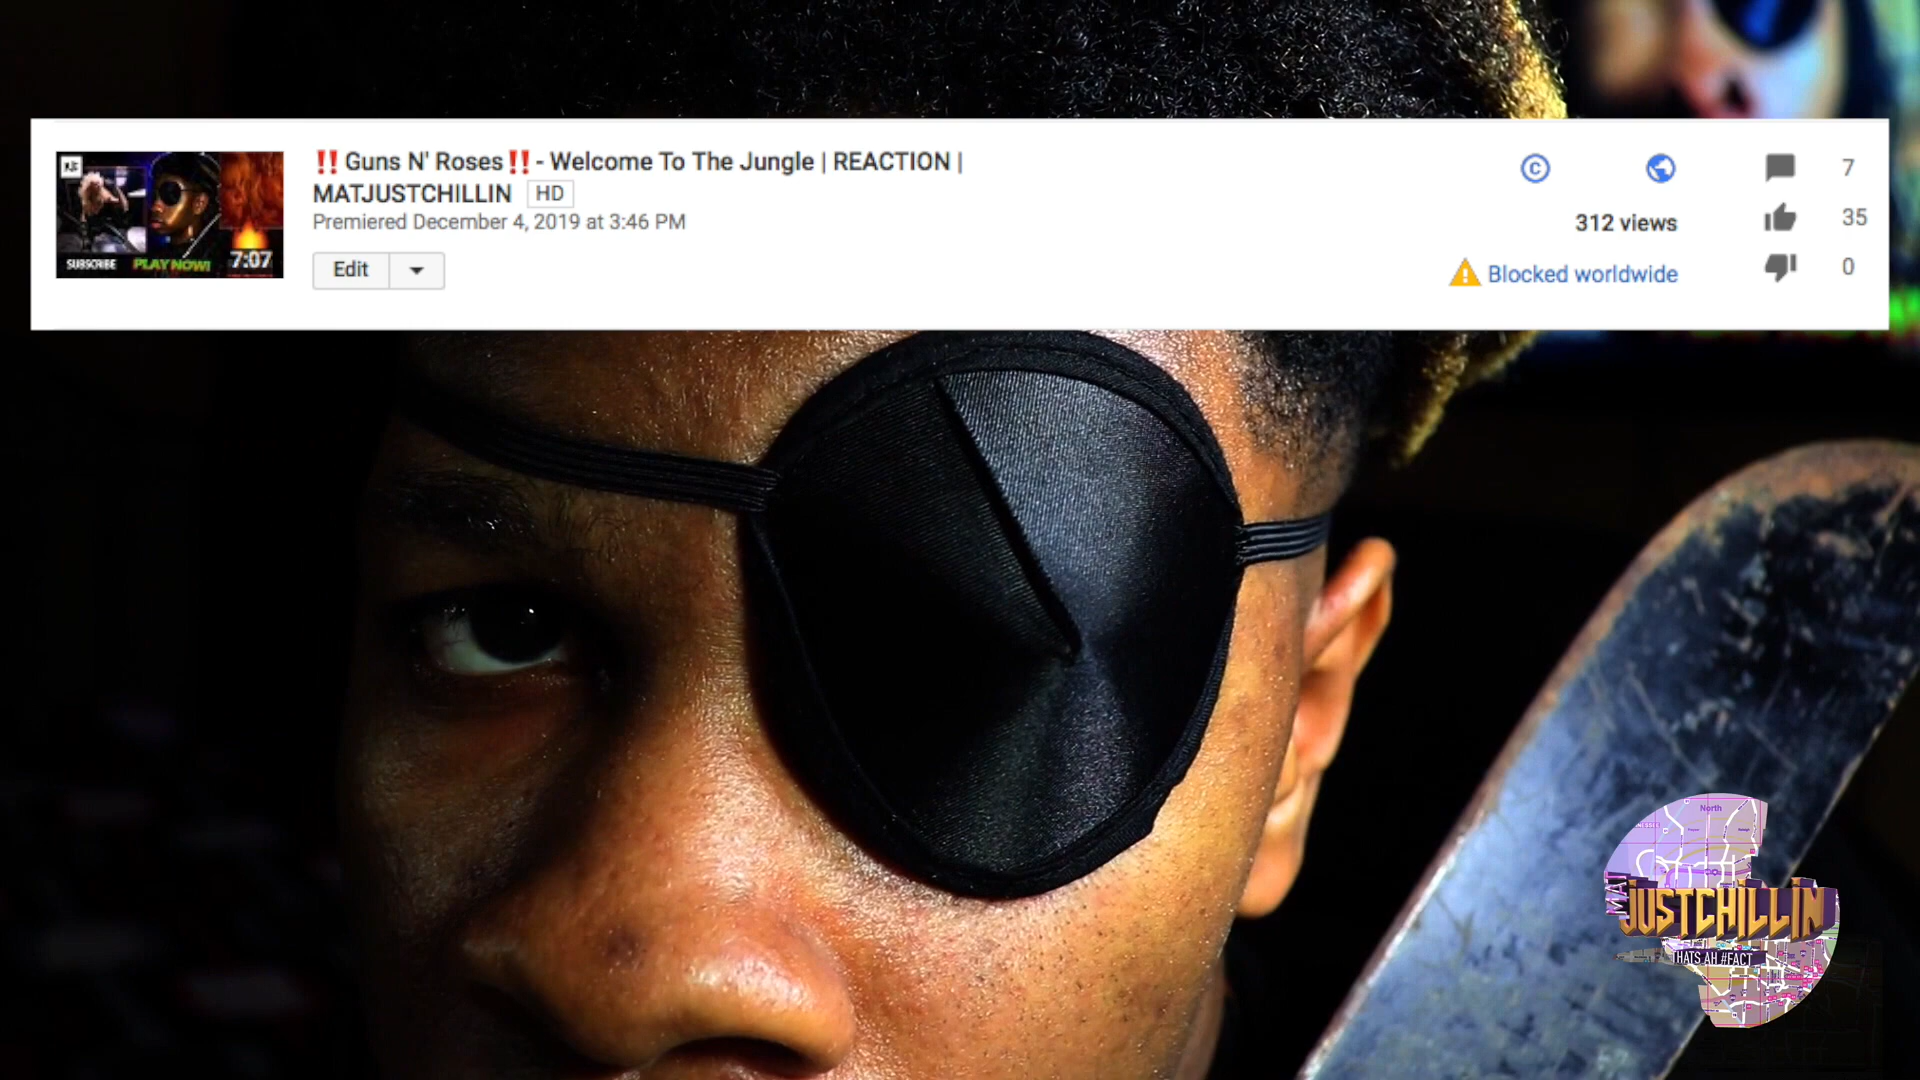 ‼️Guns N' Roses‼️- Welcome To The Jungle | REACTION |
MATJUSTCHILLIN HD
Premiered December 4, 2019 at 3:46 PM
Edit
SUBSCRIBE PLAY NOW! 7:07
©
7
312 views
35
Blocked worldwide
0
North
MAT
JUSTCHILLIN
THATS AH #FACT